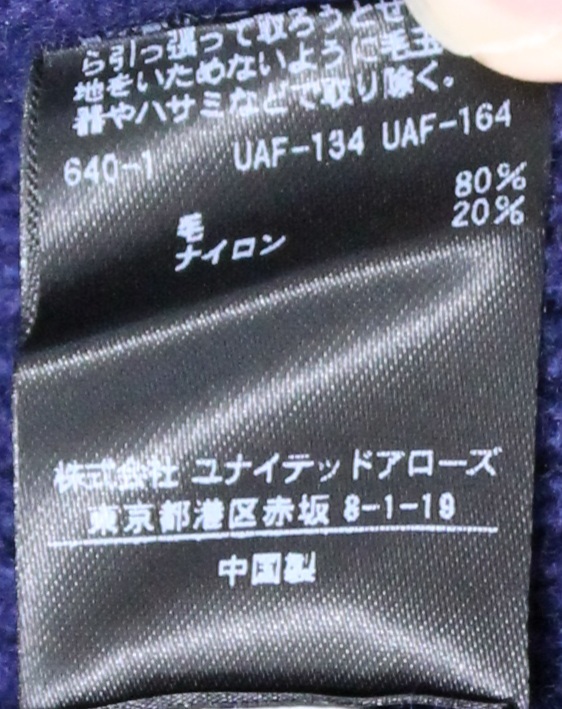 ら引っ張って取ろうとせ
地をいためないように毛玉
器やハサミなどで取り除く。
640-1 UAF-134 UAF-164
毛 80%
ナイロン 20%
株式会社 ユナイテッドアローズ
東京都港区赤坂 8-1-19
中国製